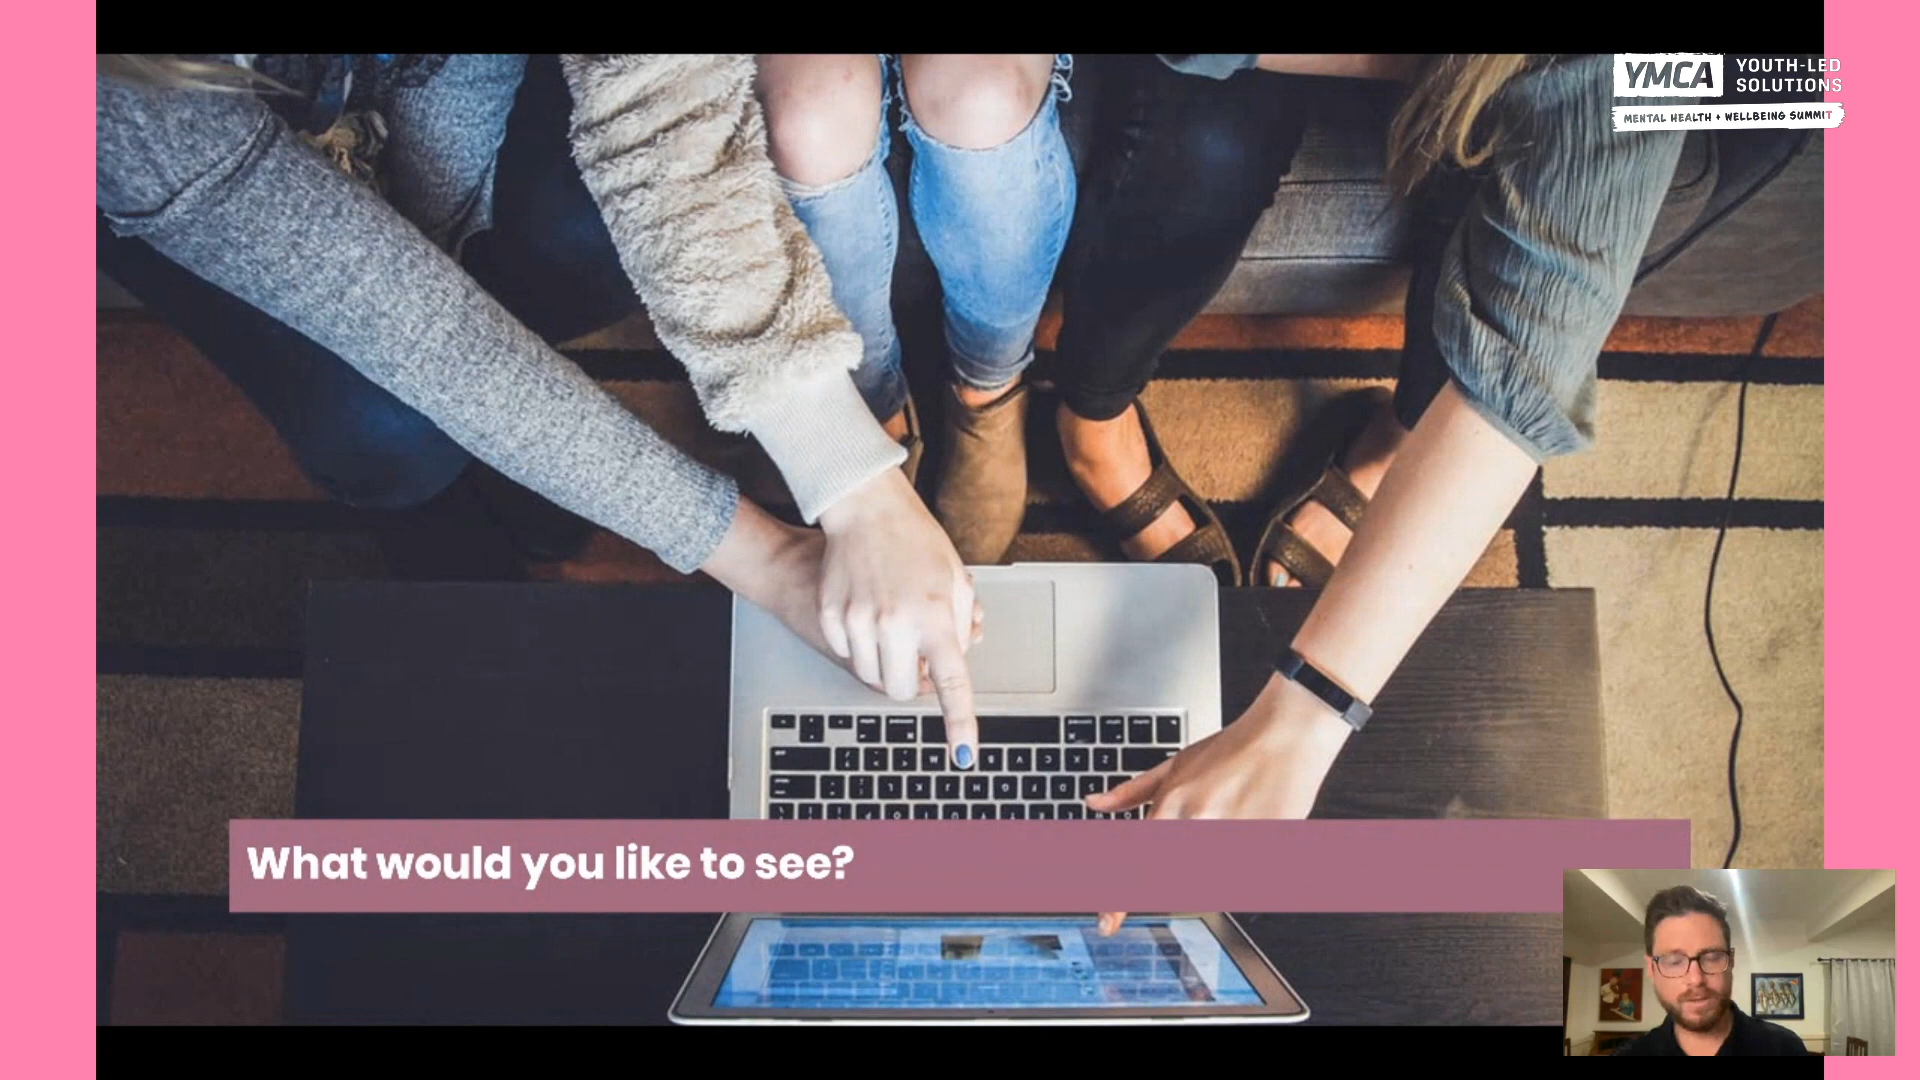 YMCA
YOUTH-LED
SOLUTIONS
MENTAL HEALTH + WELLBEING SUMMIT
What would you like to see?